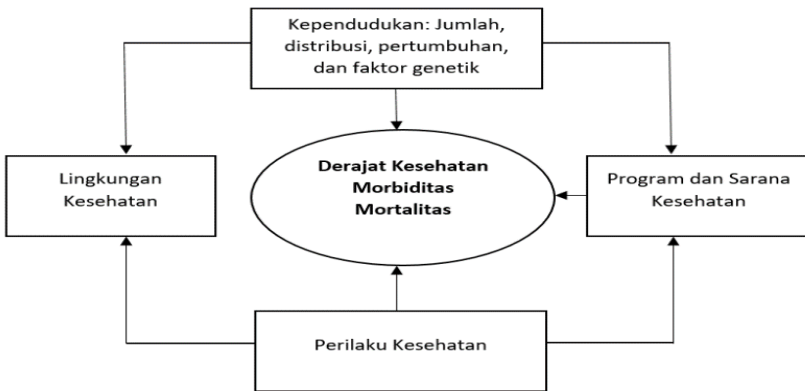 Kependudukan: Jumlah,
distribusi, pertumbuhan,
dan faktor genetik
Lingkungan
Kesehatan
Derajat Kesehatan
Morbiditas
Mortalitas
Program dan Sarana
Kesehatan
Perilaku Kesehatan